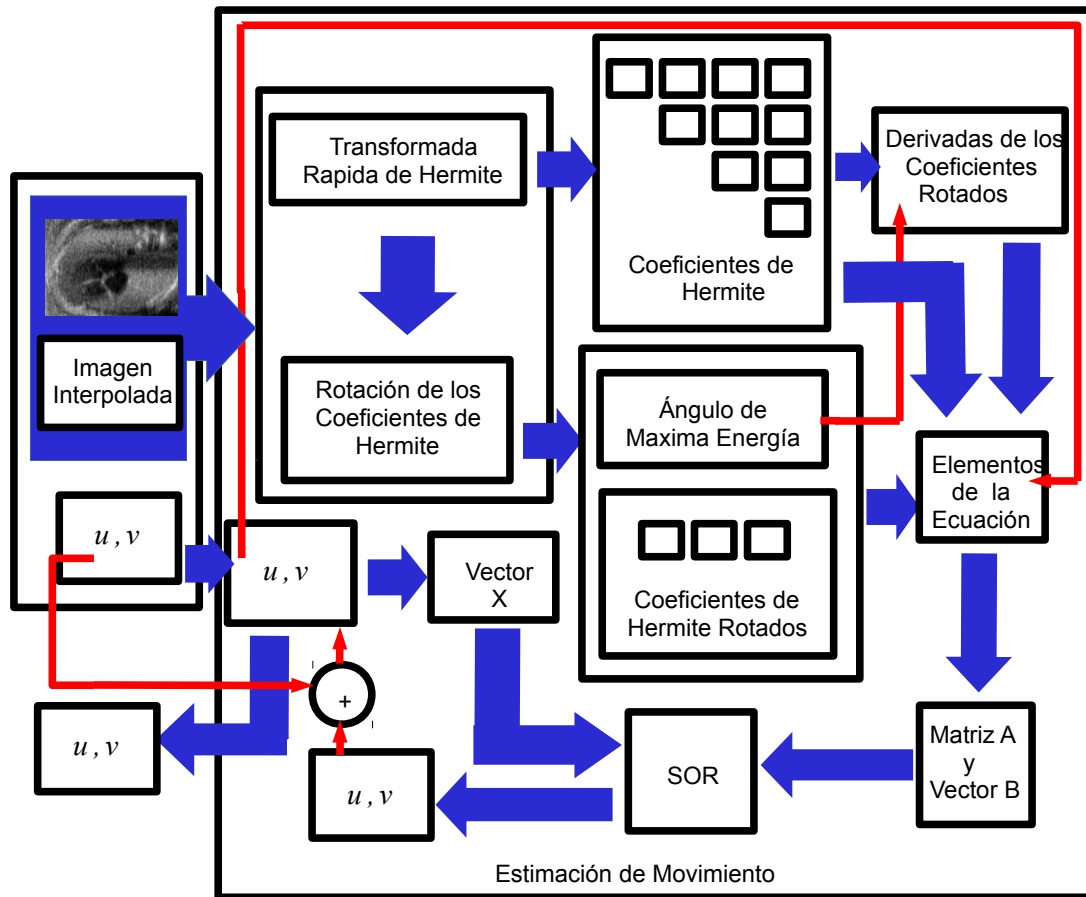 Transformada
Rapida de Hermite
Coeficientes de
Hermite
Derivadas de los
Coeficientes
Rotados
Imagen
Interpolada
Rotación de los
Coeficientes de
Hermite
Ángulo de
Maxima Energía
Elementos
de la
Ecuación
Coeficientes de
Hermite Rotados
u , v
u , v
Vector
X
+
u , v
u , v
SOR
Matriz A
y
Vector B
Estimación de Movimiento